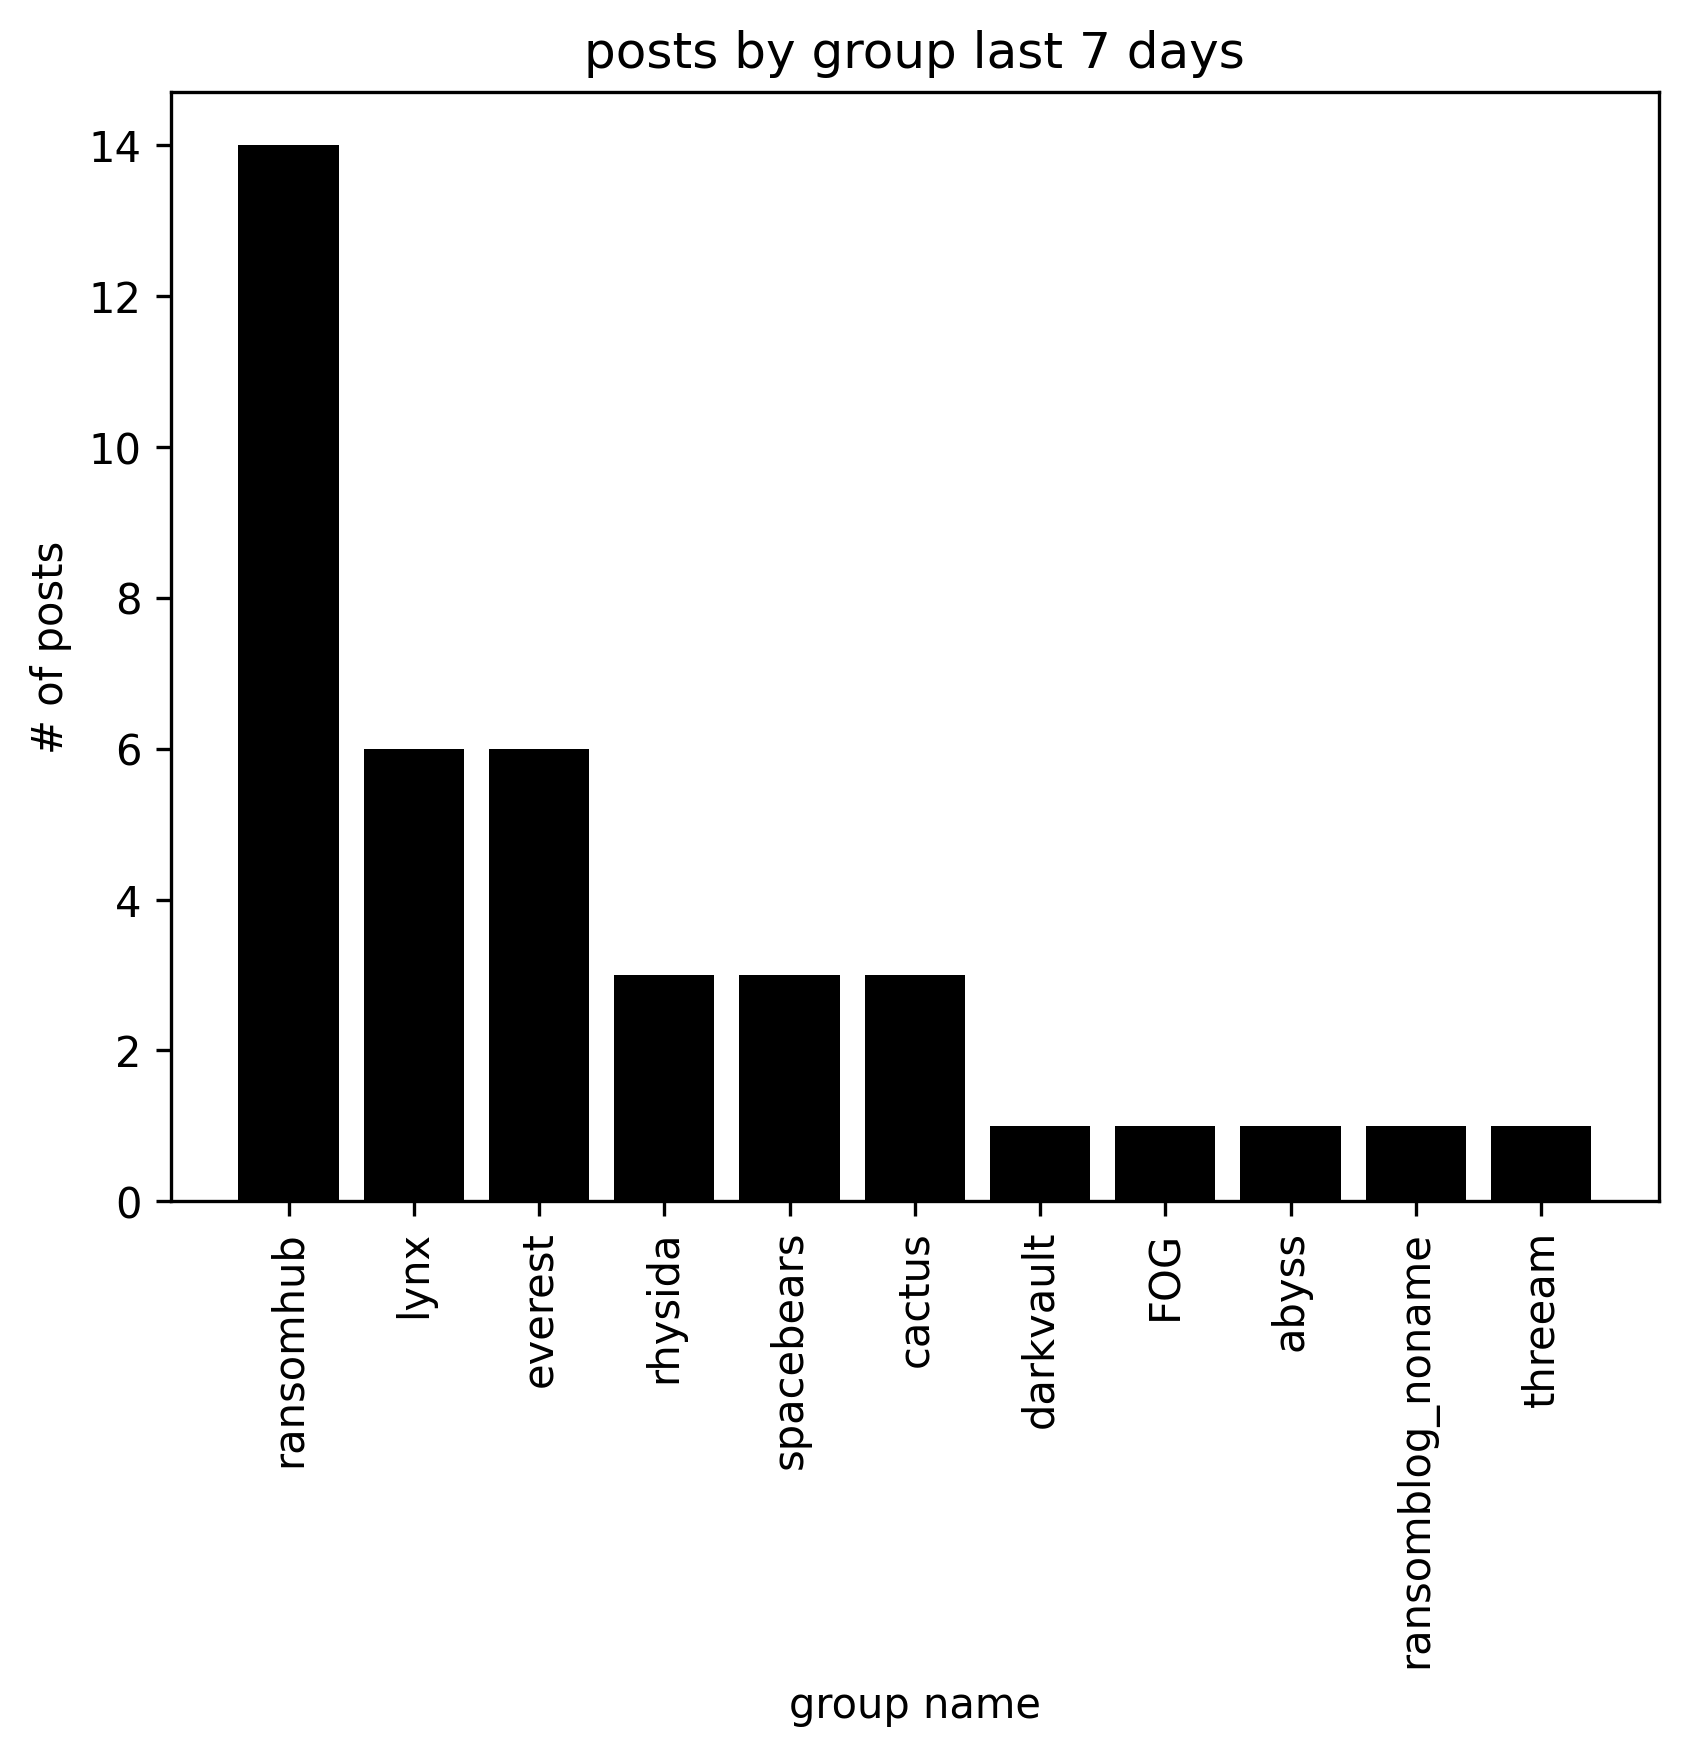 posts by group last 7 days
14
12
10
8
6
4
2
0
# of posts
ransomhub
lynx
everest
rhysida
spacebears
cactus
darkvault
FOG
abyss
ransomblog_noname
threeam
group name